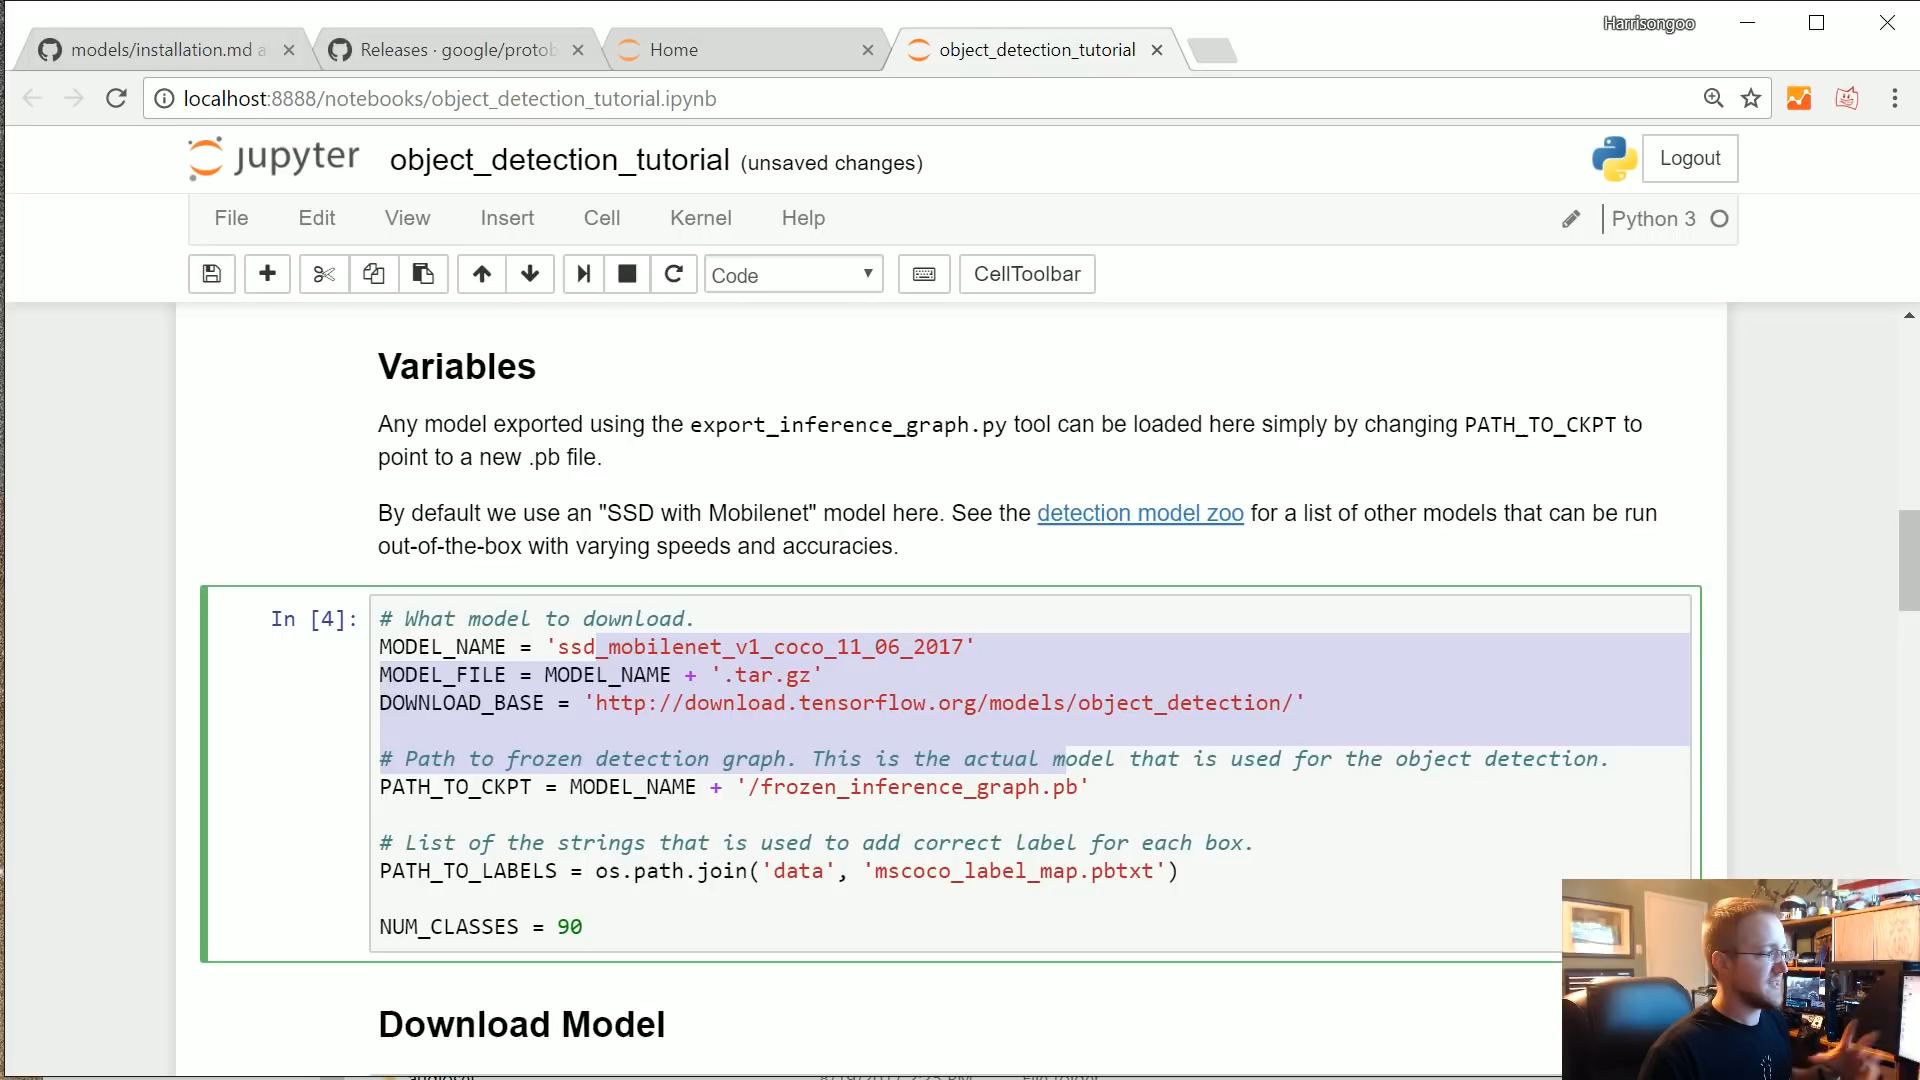 Harrisongoo
models/installation.md a
Releases · google/protob
Home
object_detection_tutorial
localhost:8888/notebooks/object_detection_tutorial.ipynb
jupyter
object_detection_tutorial (unsaved changes)
Logout
File Edit View Insert Cell Kernel Help
Python 3
Code
CellToolbar
Variables
Any model exported using the export_inference_graph.py tool can be loaded here simply by changing PATH_TO_CKPT to
point to a new .pb file.
By default we use an "SSD with Mobilenet" model here. See the detection model zoo for a list of other models that can be run
out-of-the-box with varying speeds and accuracies.
In [4]:
# What model to download.
MODEL_NAME = 'ssd_mobilenet_v1_coco_11_06_2017'
MODEL_FILE = MODEL_NAME + '.tar.gz'
DOWNLOAD_BASE = 'http://download.tensorflow.org/models/object_detection/'
# Path to frozen detection graph. This is the actual model that is used for the object detection.
PATH_TO_CKPT = MODEL_NAME + '/frozen_inference_graph.pb'
# List of the strings that is used to add correct label for each box.
PATH_TO_LABELS = os.path.join('data', 'mscoco_label_map.pbtxt')
NUM_CLASSES = 90
Download Model